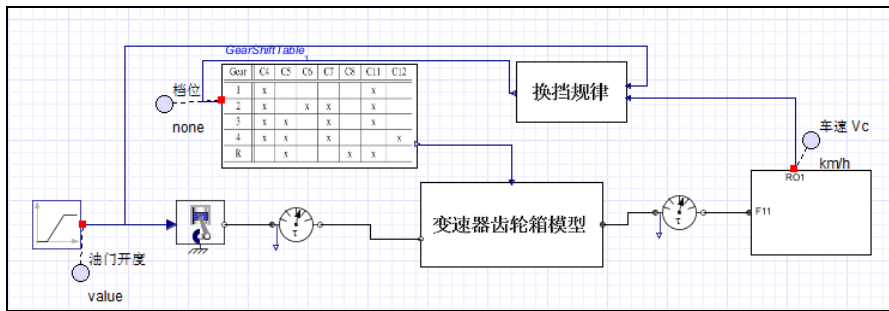 GearShiftTable
Gear C4 C5 C6 C7 C8 C11 C12
1 x x
2 x x x x
3 x x x x
4 x x x x
R x x x
档位
none
换挡规律
车速 Vc
km/h
RO1
F11
变速器齿轮箱模型
τ
τ
油门开度
value